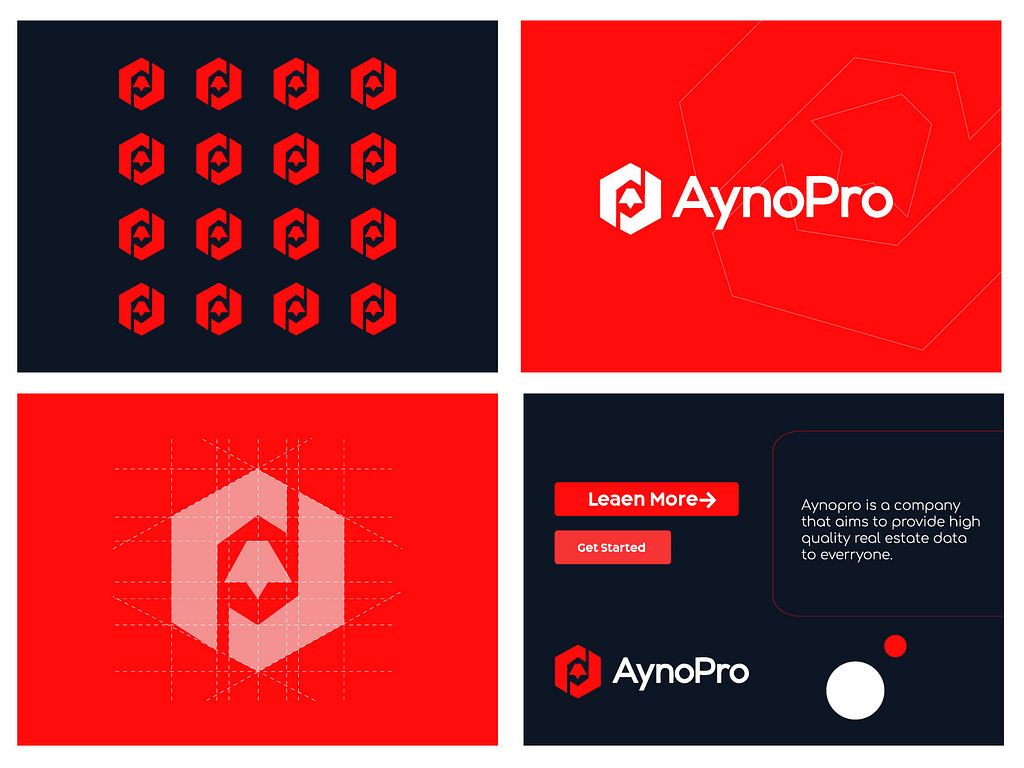 AynoPro
Leaen More
Get Started
Aynopro is a company
that aims to provide high
quality real estate data
to everryone.
AynoPro